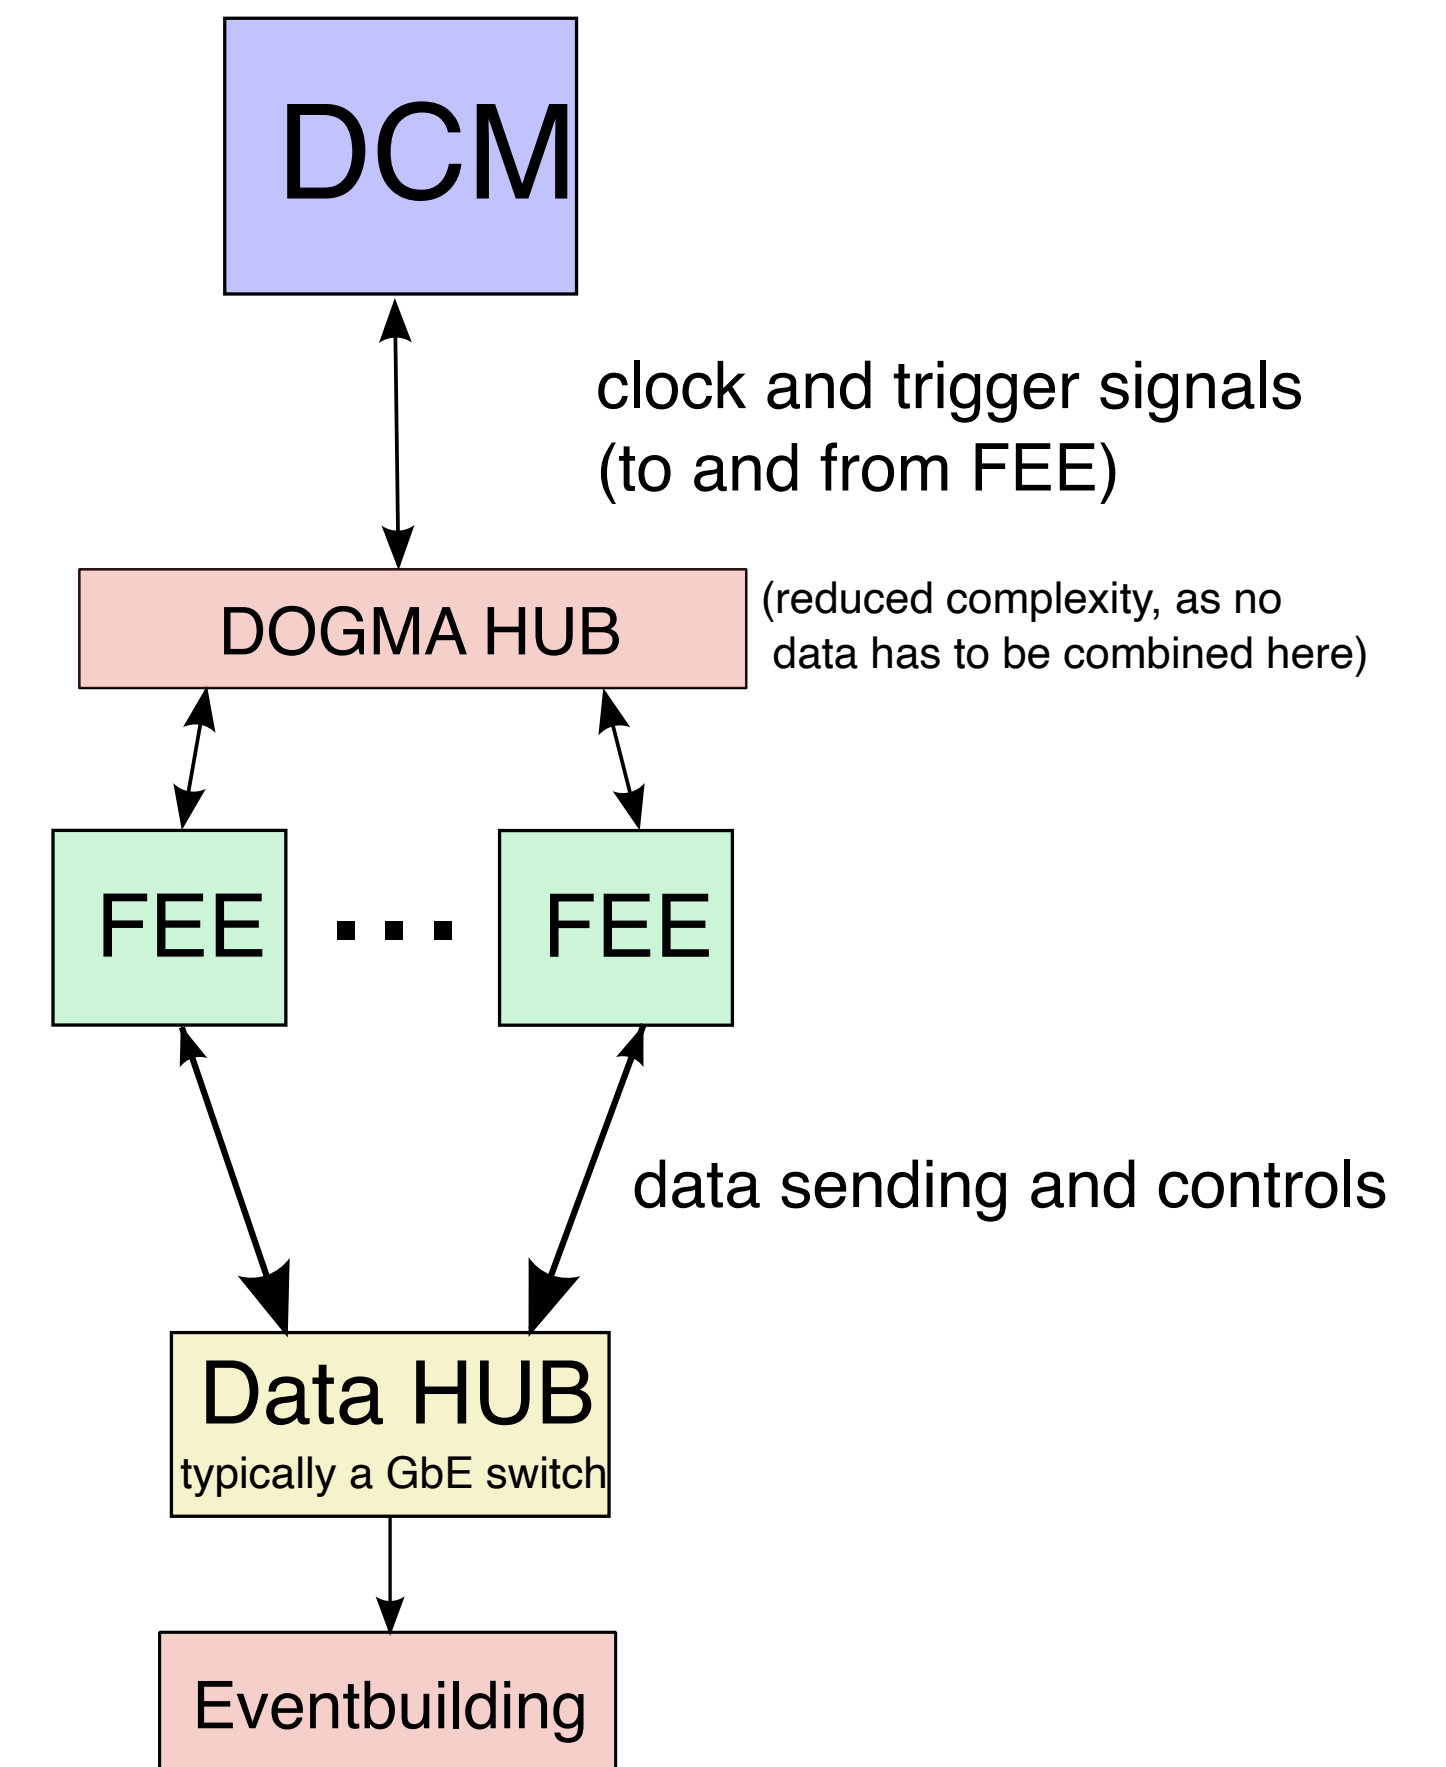 DCM
clock and trigger signals
(to and from FEE)
DOGMA HUB
(reduced complexity, as no
data has to be combined here)
FEE
FEE
data sending and controls
Data HUB
typically a GbE switch
Eventbuilding